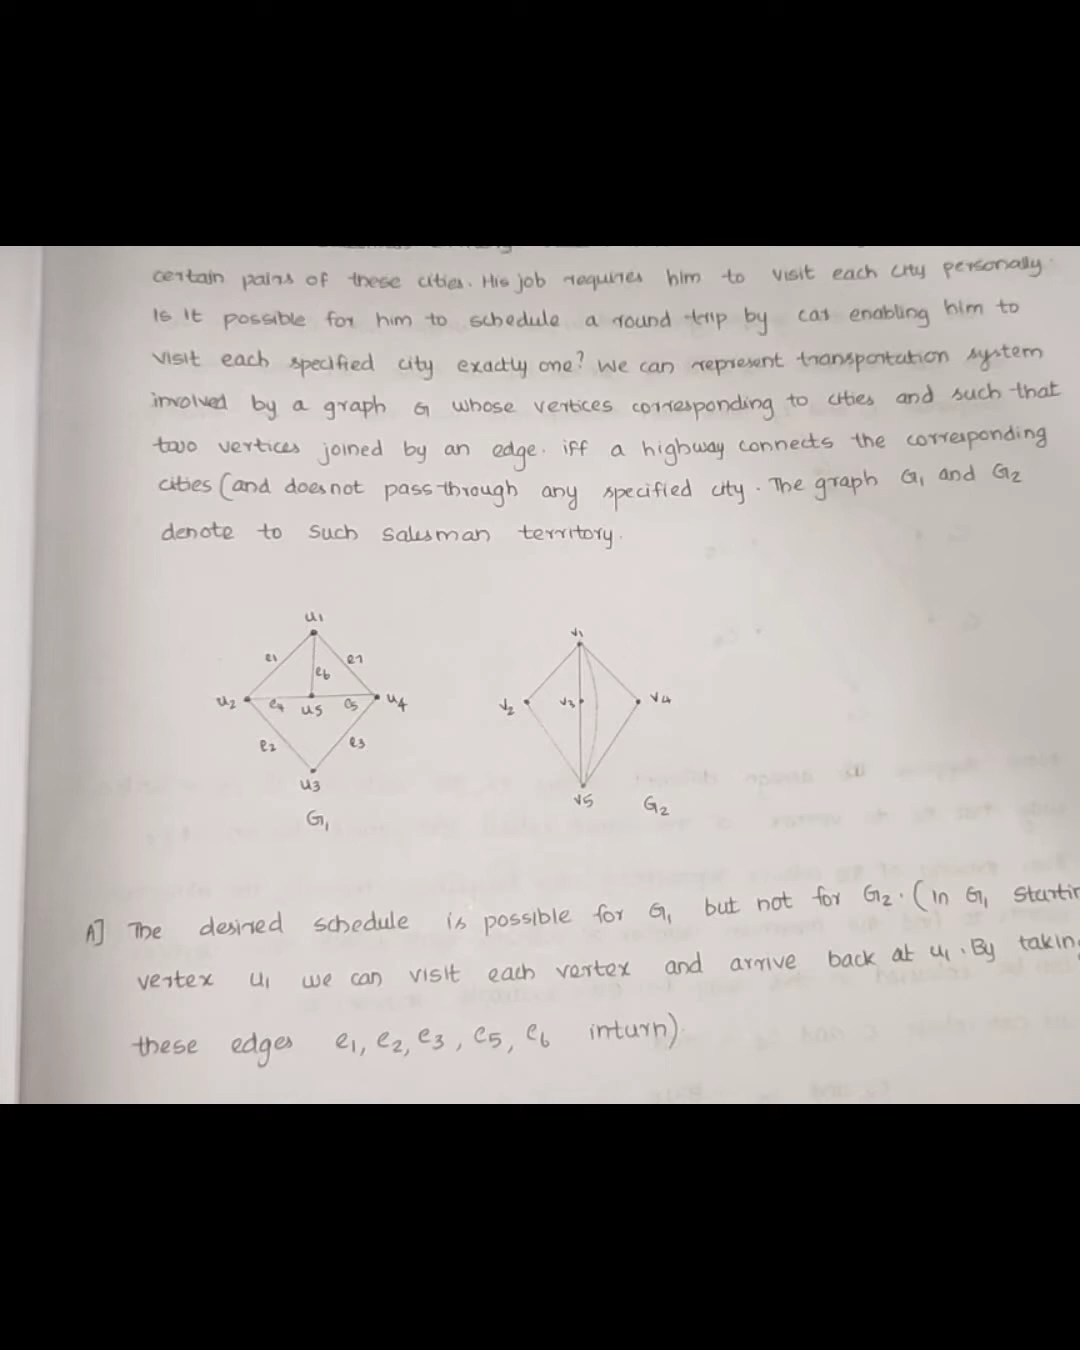 certain pairs of these cities. His job requires him to visit each city personally.
Is it possible for him to schedule a round trip by car enabling him to
visit each specified city exactly one? We can represent transportation system
involved by a graph G whose vertices corresponding to cities and such that
two vertices joined by an edge. iff a highway connects the corresponding
cities (and doesnot pass through any specified city. The graph G1 and G2
denote to such salesman territory.
u1
e1 e7
e6
u2 e4 u5 e5 u4
e2 e3
u3
G1
v1
v2 v3 v4
v5
G2
A] The desired schedule is possible for G1 but not for G2. (In G1 startin
vertex u1 we can visit each vertex and arrive back at u1. By taking
these edges e1, e2, e3, e5, e6 inturn).